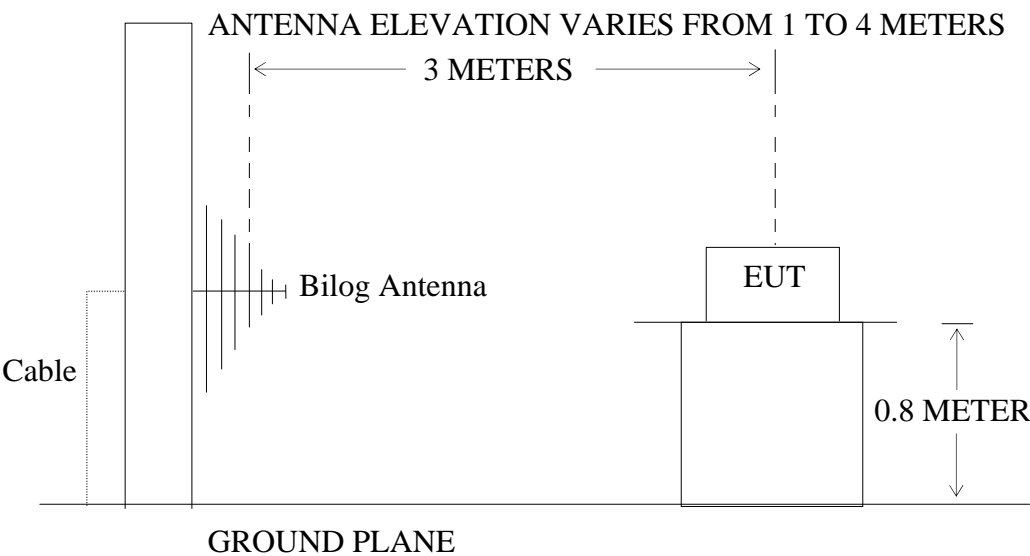 ANTENNA ELEVATION VARIES FROM 1 TO 4 METERS
3 METERS
EUT
Bilog Antenna
Cable
0.8 METER
GROUND PLANE